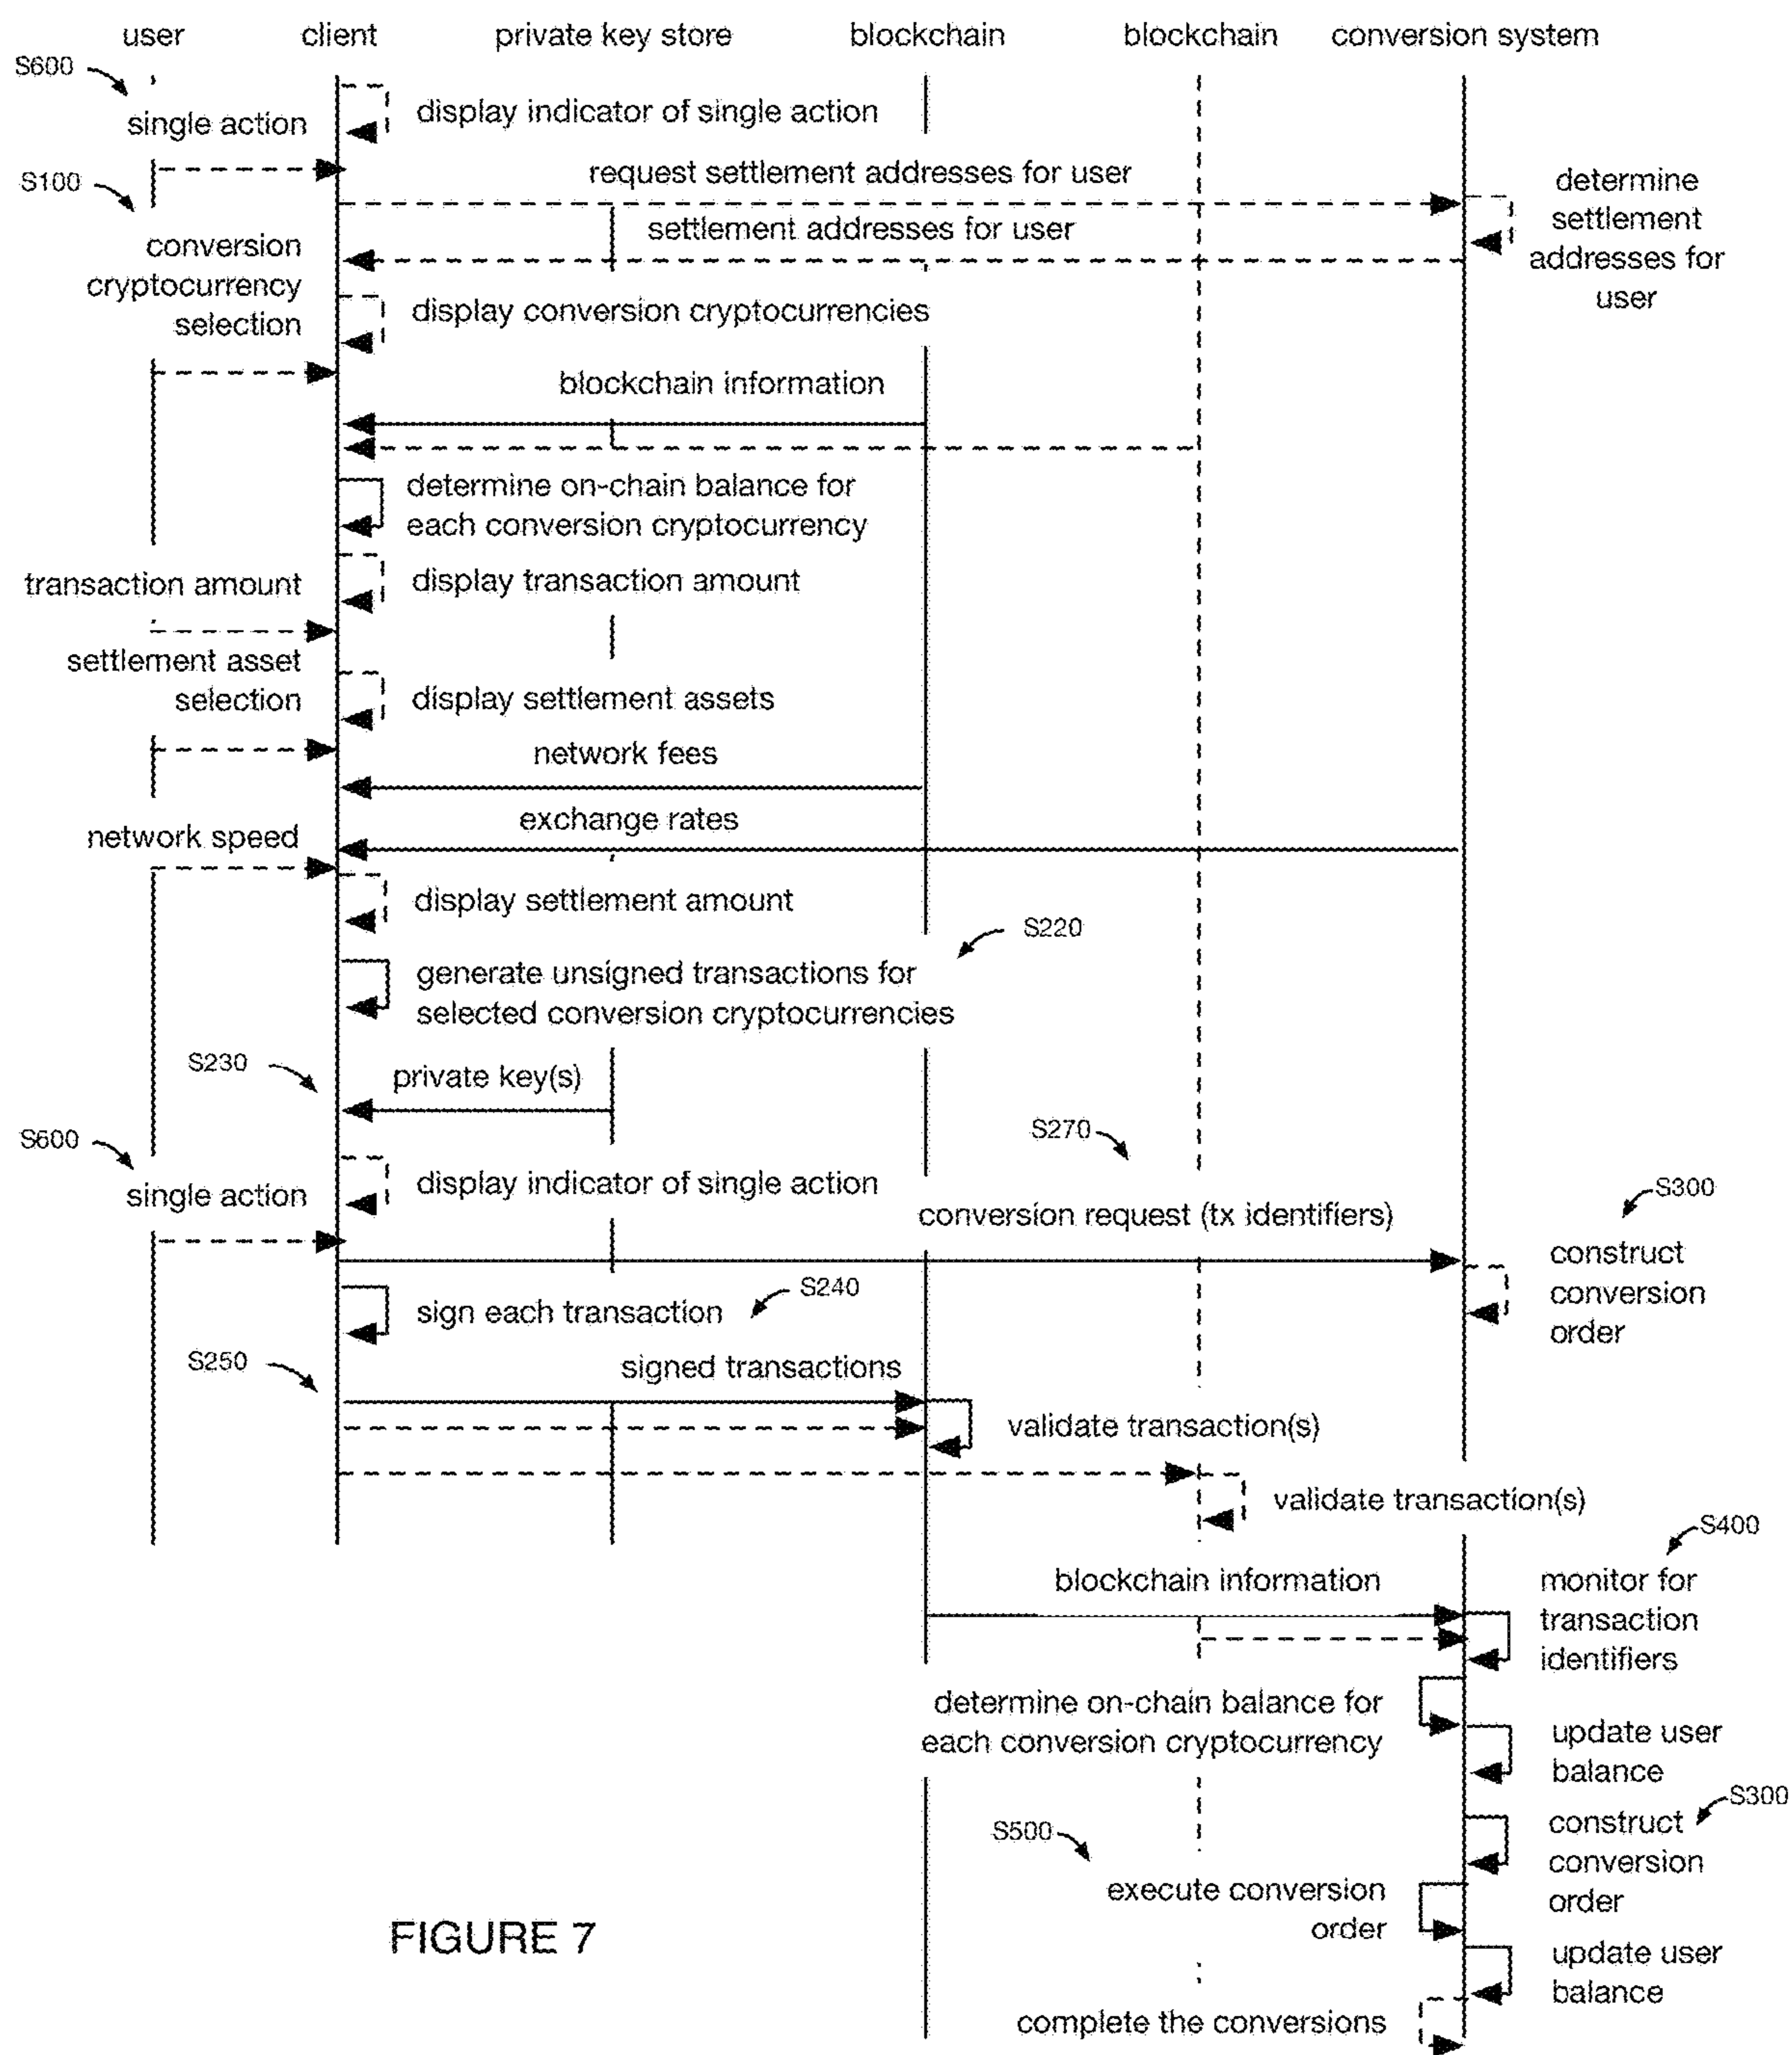 user client private key store blockchain blockchain conversion system
S600
display indicator of single action
single action
request settlement addresses for user
S100
determine
settlement
addresses for
user
settlement addresses for user
conversion
cryptocurrency
selection
display conversion cryptocurrencies
blockchain information
determine on-chain balance for
each conversion cryptocurrency
transaction amount
display transaction amount
settlement asset
selection
display settlement assets
network fees
exchange rates
network speed
display settlement amount
S220
generate unsigned transactions for
selected conversion cryptocurrencies
S230
private key(s)
S270
S600
display indicator of single action
single action
S300
conversion request (tx identifiers)
construct
conversion
order
S240
sign each transaction
S250
signed transactions
validate transaction(s)
validate transaction(s)
S400
blockchain information
monitor for
transaction
identifiers
determine on-chain balance for
each conversion cryptocurrency
update user
balance
S300
construct
conversion
order
S500
execute conversion
order
FIGURE 7
update user
balance
complete the conversions